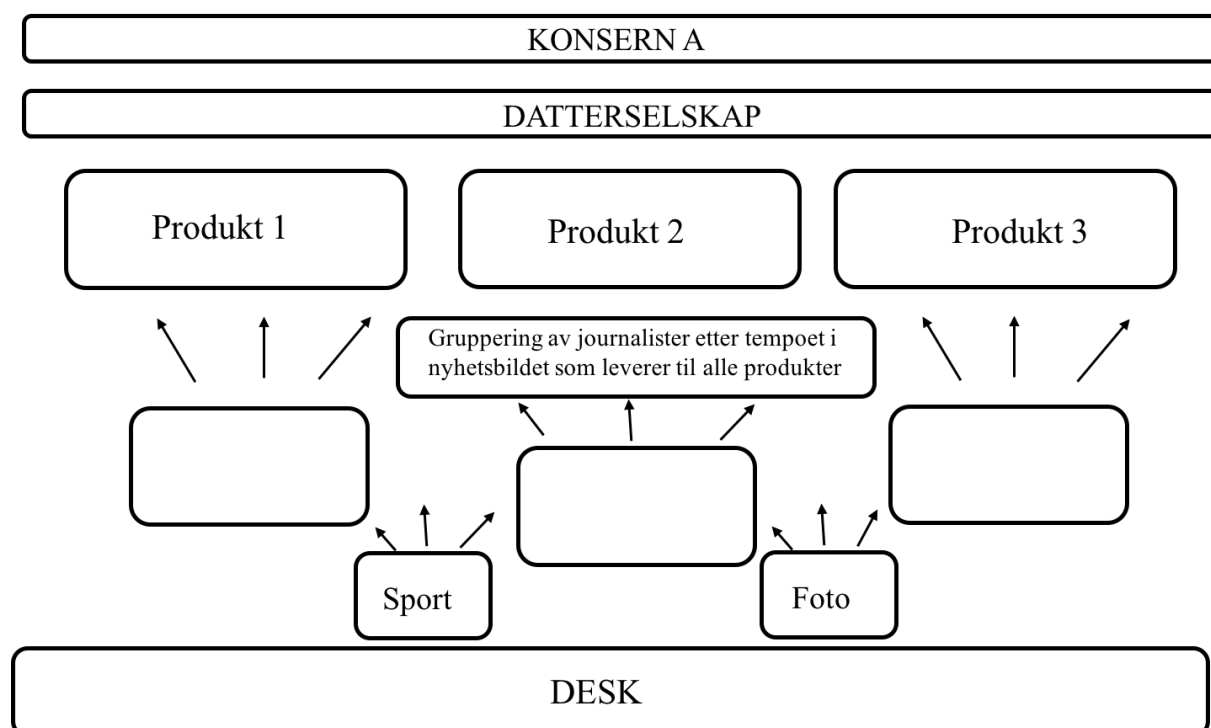 KONSERN A
DATTERSELSKAP
Produkt 1
Produkt 2
Produkt 3
Gruppering av journalister etter tempoet i
nyhetsbildet som leverer til alle produkter
Sport
Foto
DESK